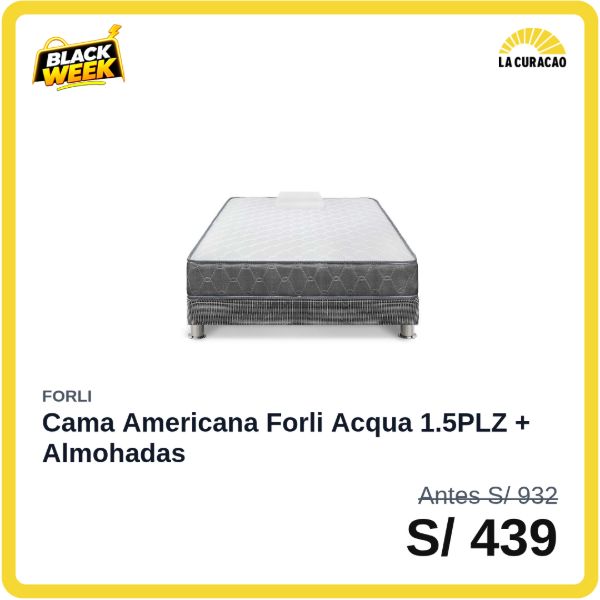 BLACK
WEEK
LA CURACAO
FORLI
Cama Americana Forli Acqua 1.5PLZ +
Almohadas
Antes S/ 932
S/ 439